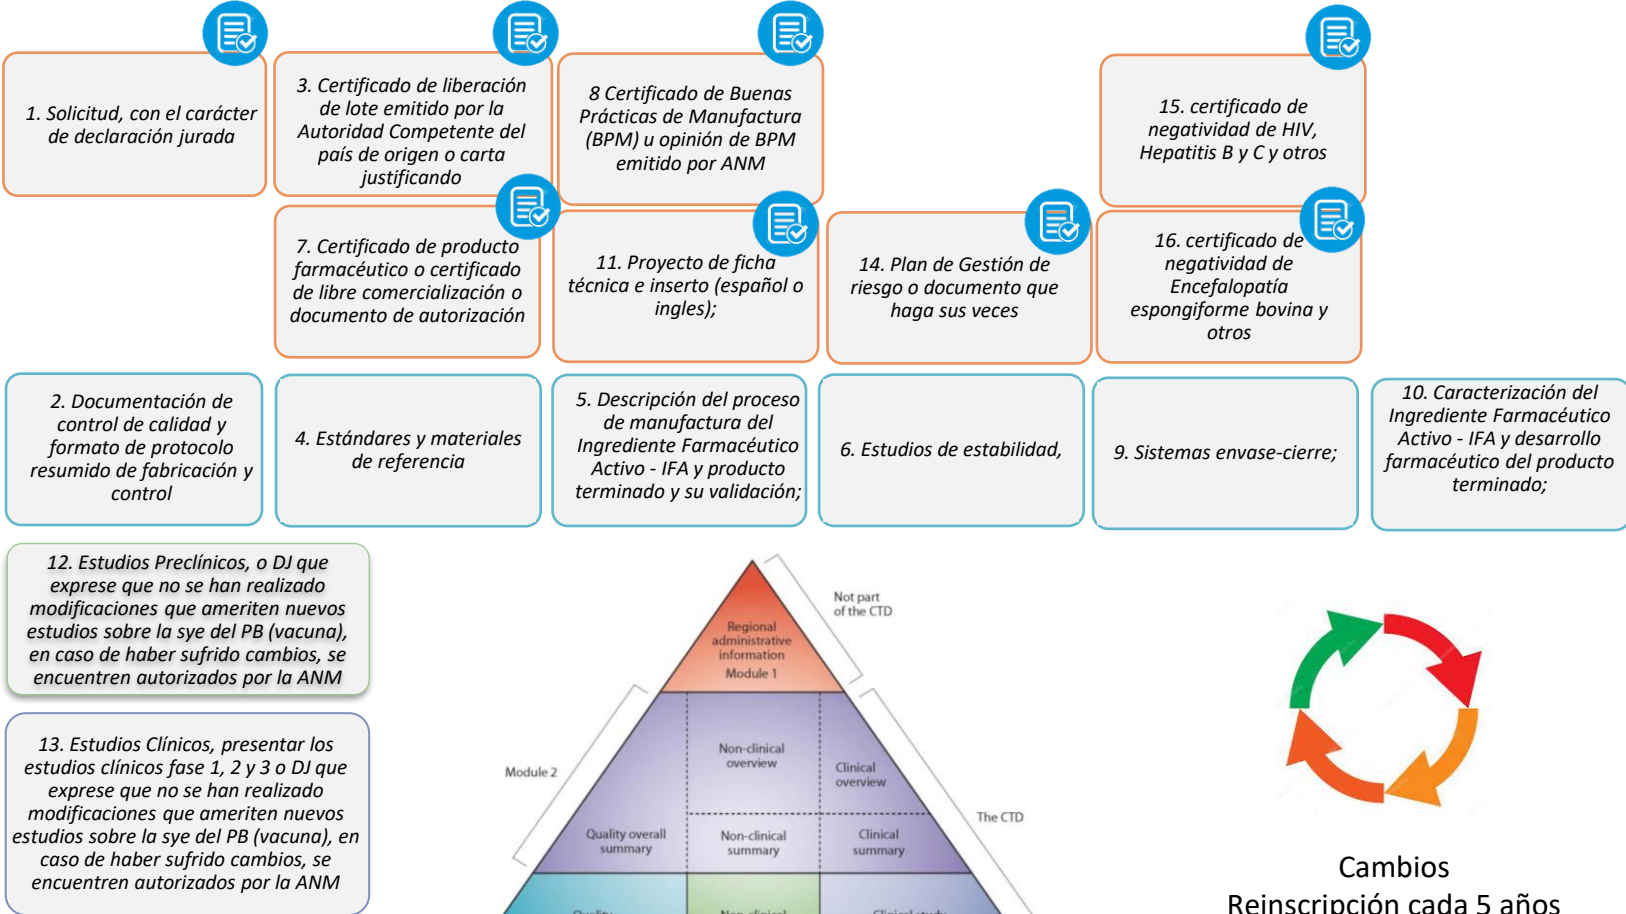 1. Solicitud, con el carácter
de declaración jurada
3. Certificado de liberación
de lote emitido por la
Autoridad Competente del
país de origen o carta
justificando
8 Certificado de Buenas
Prácticas de Manufactura
(BPM) u opinión de BPM
emitido por ANM
15. certificado de
negatividad de HIV,
Hepatitis B y C y otros
7. Certificado de producto
farmacéutico o certificado
de libre comercialización o
documento de autorización
11. Proyecto de ficha
técnica e inserto (español o
ingles);
14. Plan de Gestión de
riesgo o documento que
haga sus veces
16. certificado de
negatividad de
Encefalopatía
espongiforme bovina y
otros
2. Documentación de
control de calidad y
formato de protocolo
resumido de fabricación y
control
4. Estándares y materiales
de referencia
5. Descripción del proceso
de manufactura del
Ingrediente Farmacéutico
Activo - IFA y producto
terminado y su validación;
6. Estudios de estabilidad,
9. Sistemas envase-cierre;
10. Caracterización del
Ingrediente Farmacéutico
Activo - IFA y desarrollo
farmacéutico del producto
terminado;
12. Estudios Preclínicos, o DJ que
exprese que no se han realizado
modificaciones que ameriten nuevos
estudios sobre la sye del PB (vacuna),
en caso de haber sufrido cambios, se
encuentren autorizados por la ANM
13. Estudios Clínicos, presentar los
estudios clínicos fase 1, 2 y 3 o DJ que
exprese que no se han realizado
modificaciones que ameriten nuevos
estudios sobre la sye del PB (vacuna), en
caso de haber sufrido cambios, se
encuentren autorizados por la ANM
Not part
of the CTD
Regional
administrative
information
Module 1
Module 2
Non-clinical
overview
Clinical
overview
The CTD
Quality overall
summary
Non-clinical
summary
Clinical
summary
Quality
Non-clinical
Clinical study
Cambios
Reinscripción cada 5 años